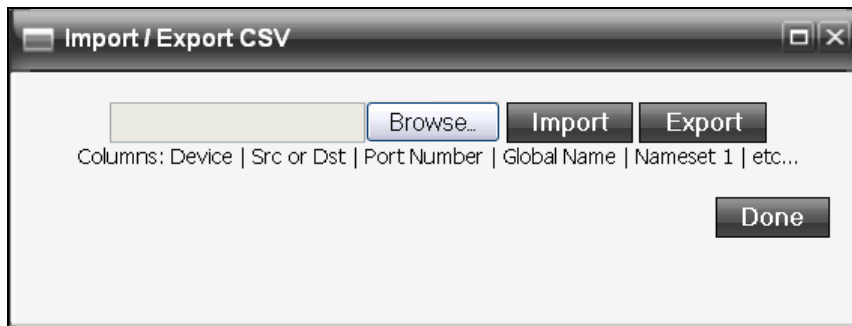 Import / Export CSV
Browse... Import Export
Columns: Device | Src or Dst | Port Number | Global Name | Nameset 1 | etc...
Done